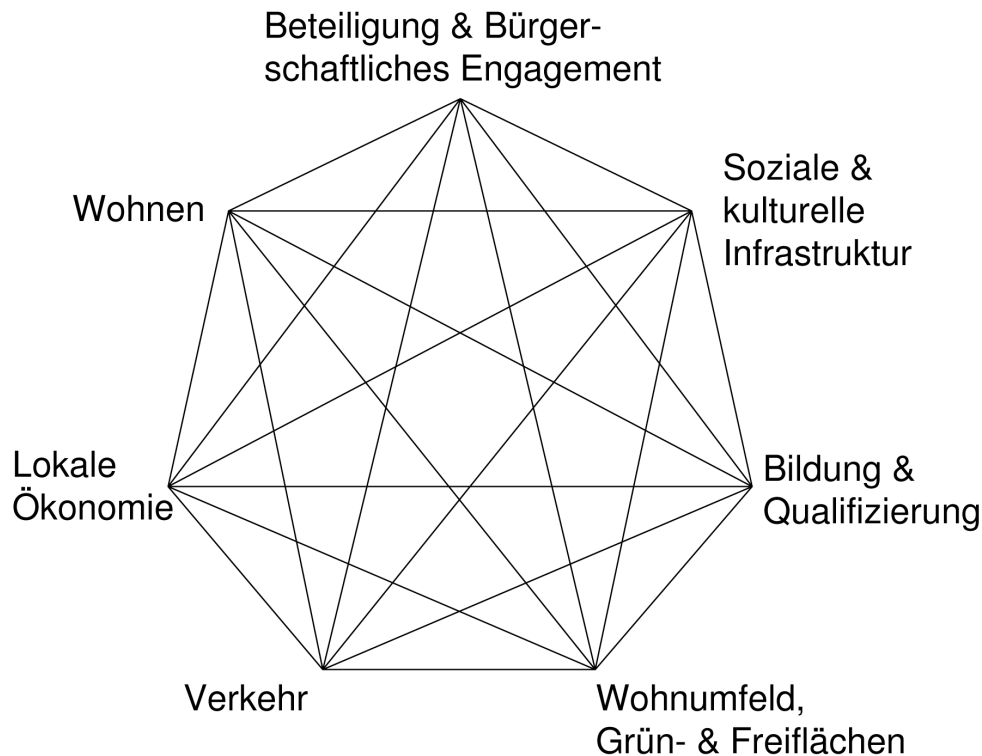 Beteiligung & Bürger-
schaftliches Engagement
Soziale &
kulturelle
Infrastruktur
Wohnen
Lokale
Ökonomie
Bildung &
Qualifizierung
Verkehr
Wohnumfeld,
Grün- & Freiflächen